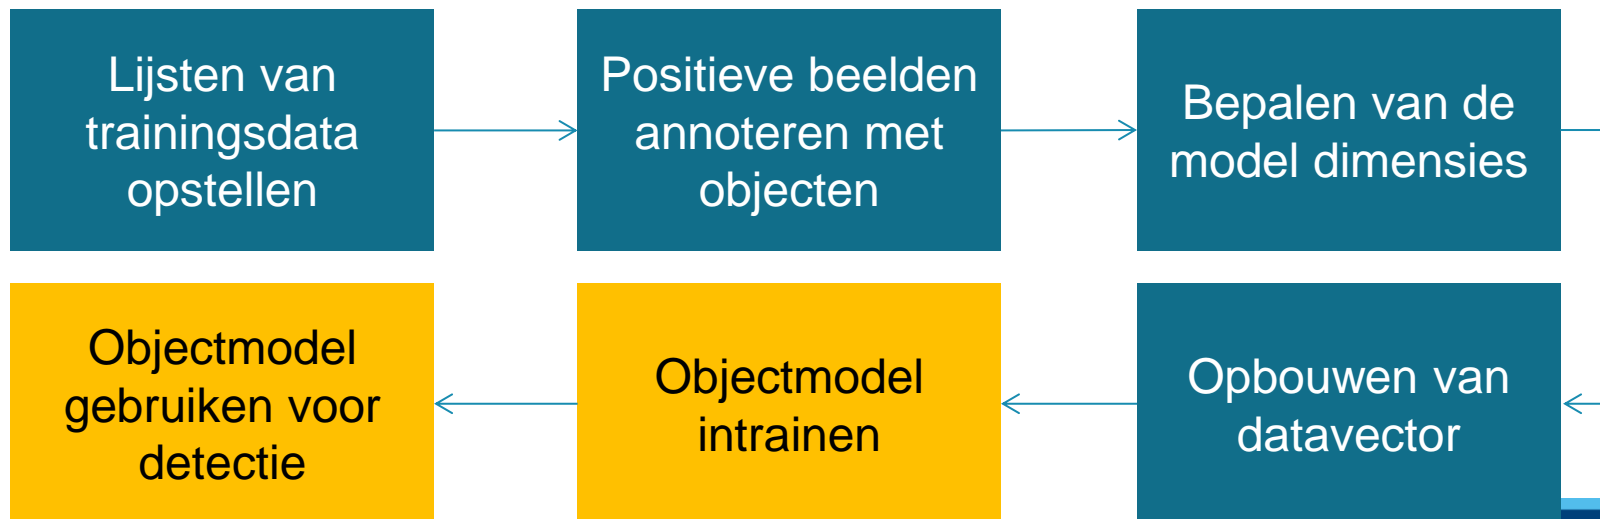 Lijsten van
trainingsdata
opstellen
Positieve beelden
annoteren met
objecten
Bepalen van de
model dimensies
Objectmodel
gebruiken voor
detectie
Objectmodel
intrainen
Opbouwen van
datavector